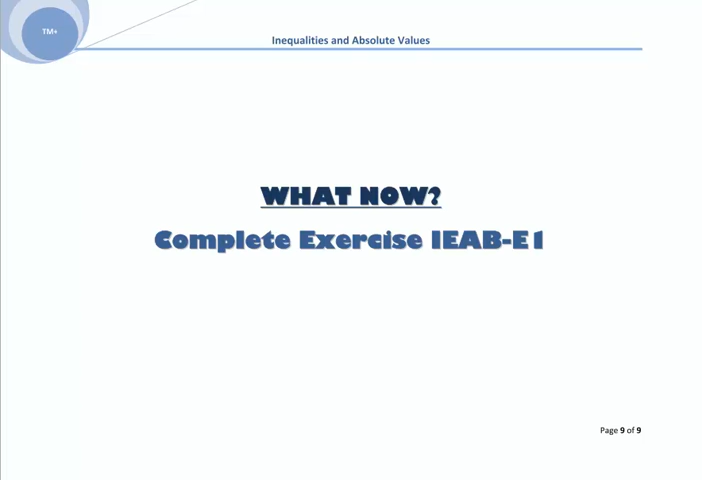 TM+
Inequalities and Absolute Values
WHAT NOW?
Complete Exercise IEAB-E1
Page 9 of 9